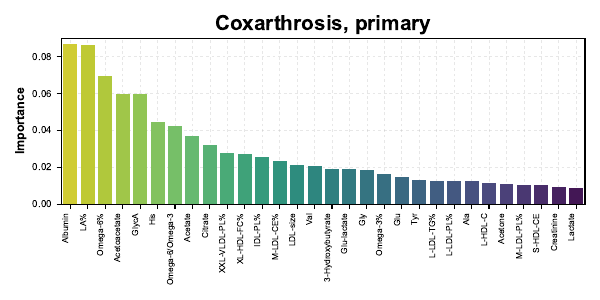 Coxarthrosis, primary
Importance
0.08
0.06
0.04
0.02
0.00
Albumin
LA%
Omega-6%
Acetoacetate
GlycA
His
Omega-6/Omega-3
Acetate
Citrate
XXL-VLDL-PL%
XL-HDL-FC%
IDL-PL%
M-LDL-CE%
LDL-size
Val
3-Hydroxybutyrate
Glu-lactate
Gly
Omega-3%
Glu
Tyr
L-LDL-TG%
L-LDL-PL%
Ala
L-HDL-C
Acetone
M-LDL-PL%
S-HDL-CE
Creatinine
Lactate